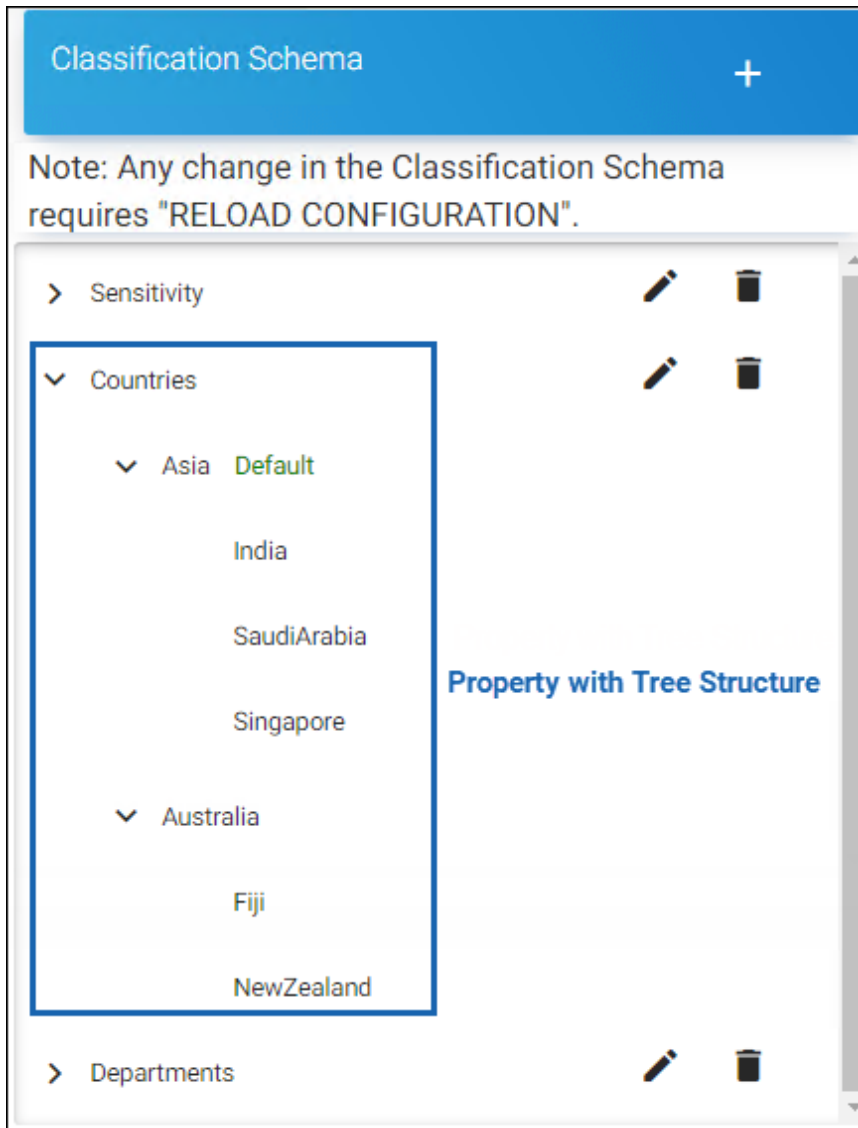 Classification Schema
Note: Any change in the Classification Schema
requires "RELOAD CONFIGURATION".
Sensitivity
Countries
Asia Default
India
SaudiArabia
Property with Tree Structure
Singapore
Australia
Fiji
NewZealand
Departments